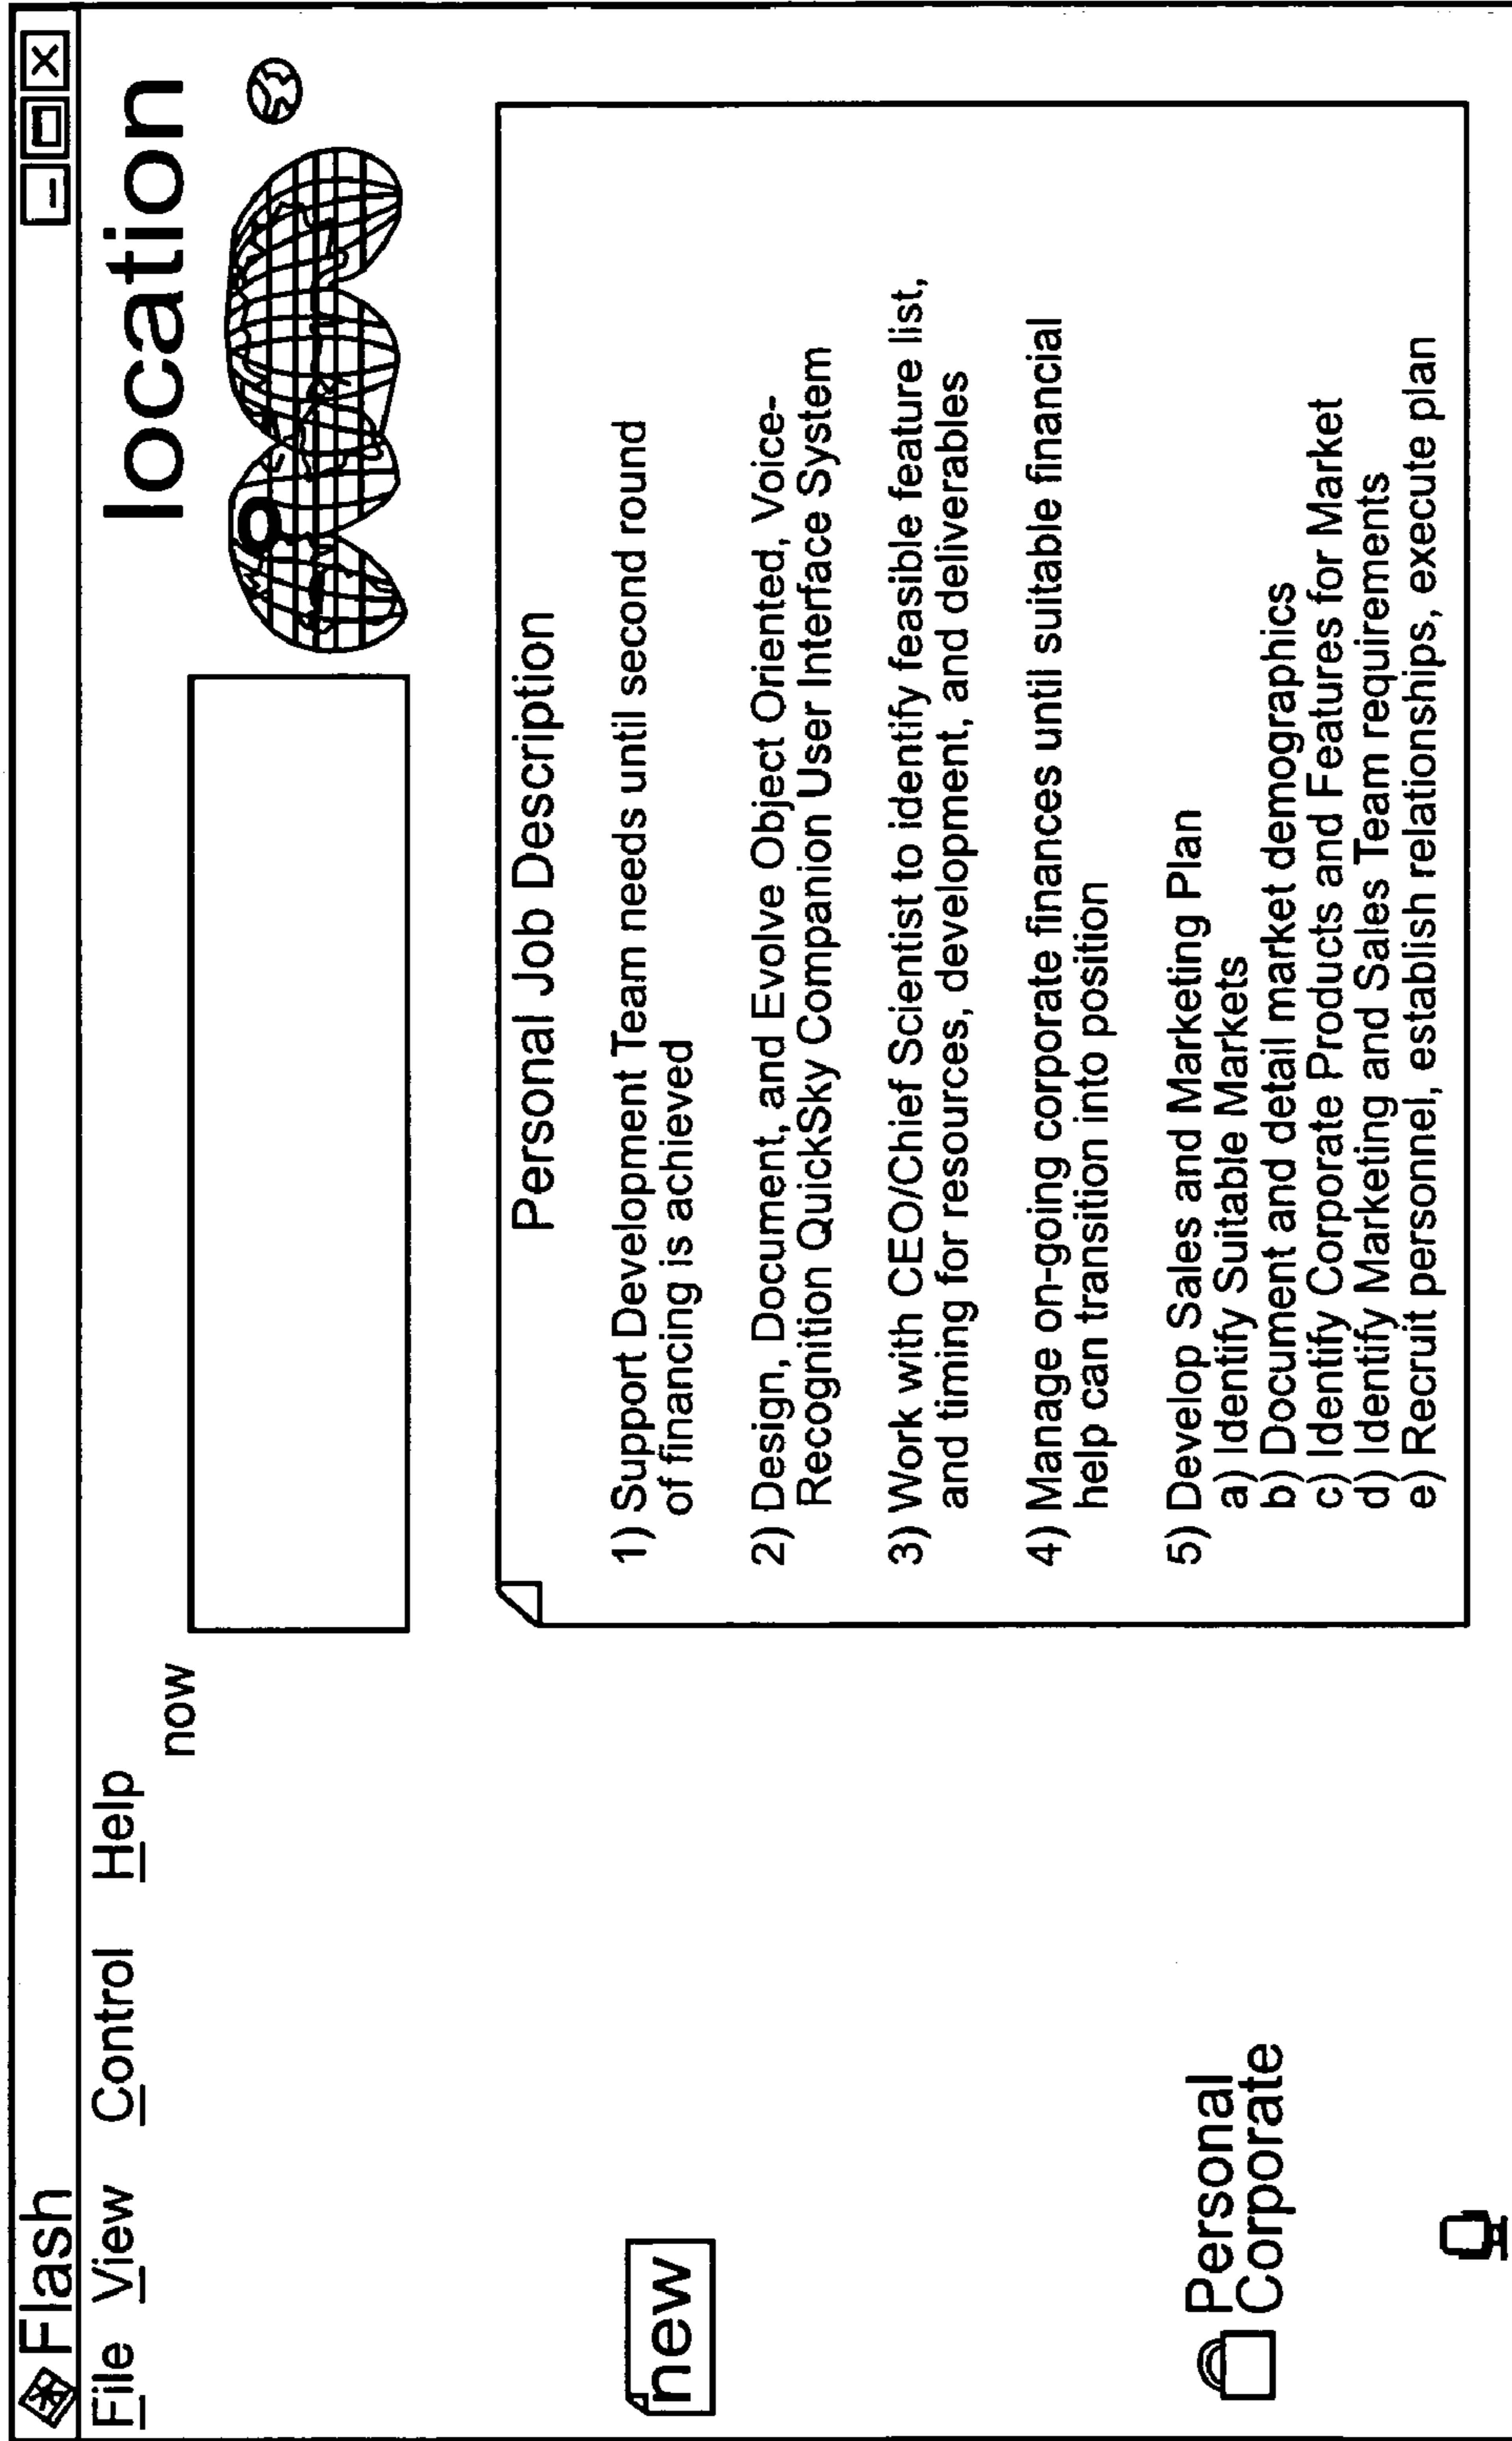 Flash
File View Control Help
now
location
g
new
Personal Job Description
1) Support Development Team needs until second round
of financing is achieved
2) Design, Document, and Evolve Object Oriented, Voice-
Recognition QuickSky Companion User Interface System
3) Work with CEO/Chief Scientist to identify feasible feature list,
and timing for resources, development, and deliverables
4) Manage on-going corporate finances until suitable financial
help can transition into position
5) Develop Sales and Marketing Plan
a) Identify Suitable Markets
b) Document and detail market demographics
c) Identify Corporate Products and Features for Market
d) Identify Marketing and Sales Team requirements
e) Recruit personnel, establish relationships, execute plan
Personal
Corporate